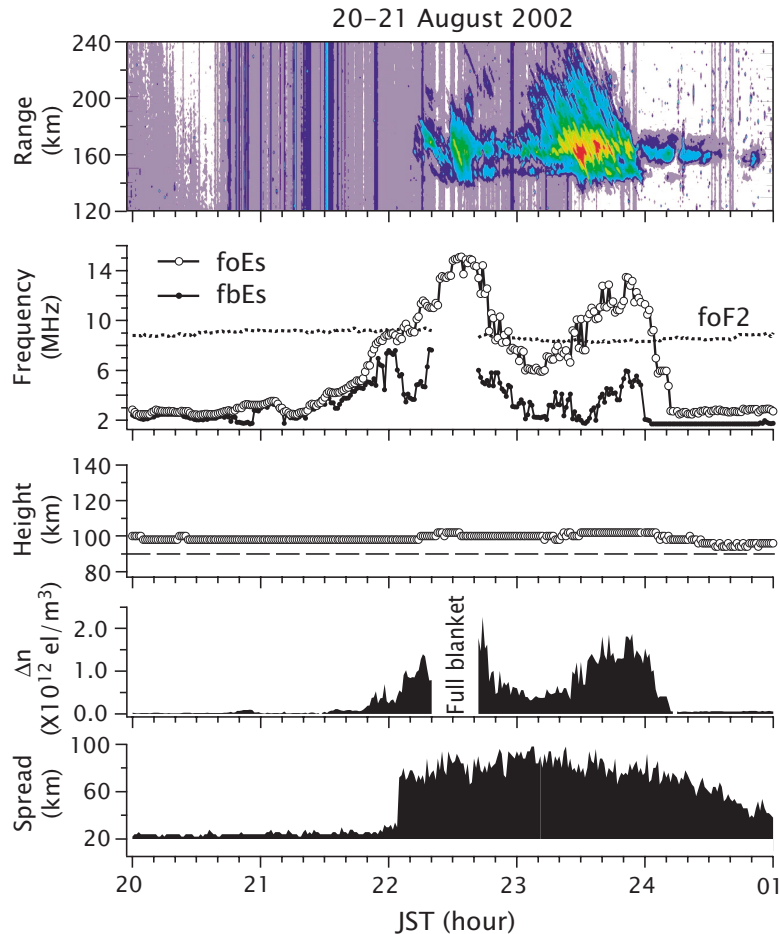 20–21 August 2002
Range
(km)
240
200
160
120
Frequency
(MHz)
14
10
6
2
foEs
fbEs
foF2
Height
(km)
140
120
100
80
Δn
(X10¹² el/m³)
2.0
1.0
0.0
Full blanket
Spread
(km)
100
60
20
20 21 22 23 24 01
JST (hour)